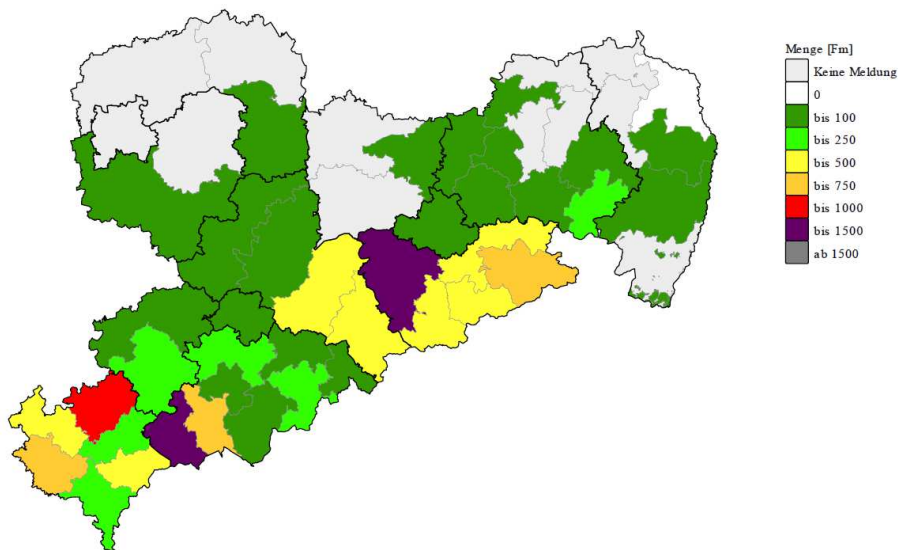 Menge [Fm]
Keine Meldung
0
bis 100
bis 250
bis 500
bis 750
bis 1000
bis 1500
ab 1500